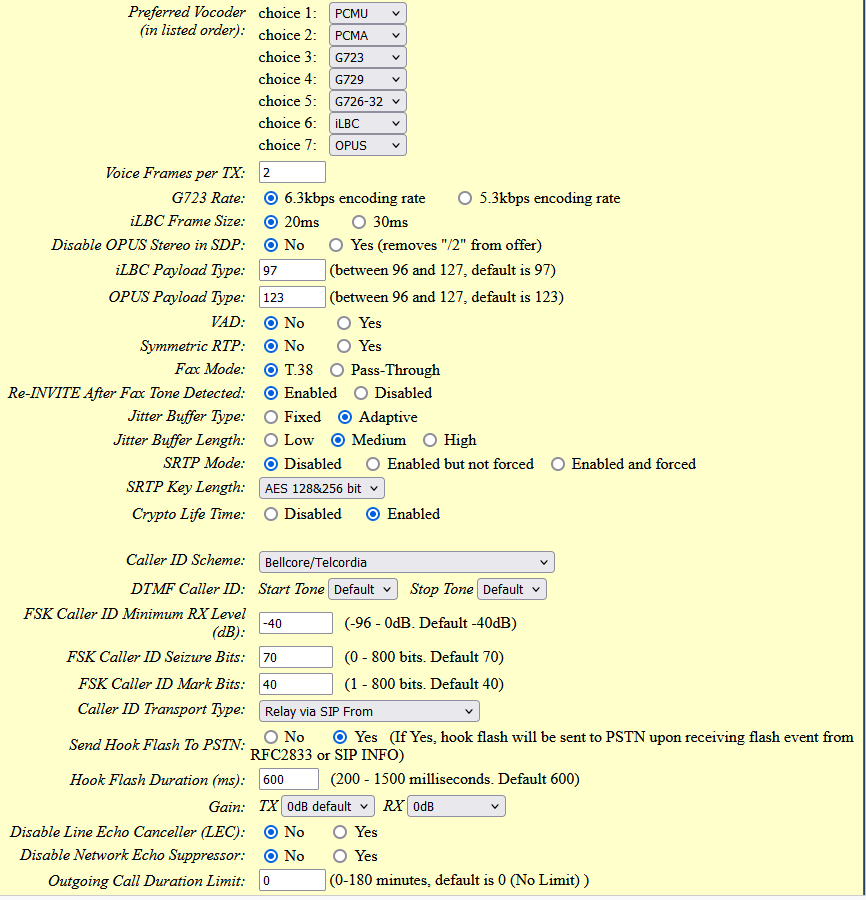 Preferred Vocoder choice 1: PCMU
(in listed order): choice 2: PCMA
choice 3: G723
choice 4: G729
choice 5: G726-32
choice 6: iLBC
choice 7: OPUS
Voice Frames per TX: 2
G723 Rate: 6.3kbps encoding rate 5.3kbps encoding rate
iLBC Frame Size: 20ms 30ms
Disable OPUS Stereo in SDP: No Yes (removes "/2" from offer)
iLBC Payload Type: 97 (between 96 and 127, default is 97)
OPUS Payload Type: 123 (between 96 and 127, default is 123)
VAD: No Yes
Symmetric RTP: No Yes
Fax Mode: T.38 Pass-Through
Re-INVITE After Fax Tone Detected: Enabled Disabled
Jitter Buffer Type: Fixed Adaptive
Jitter Buffer Length: Low Medium High
SRTP Mode: Disabled Enabled but not forced Enabled and forced
SRTP Key Length: AES 128&256 bit
Crypto Life Time: Disabled Enabled
Caller ID Scheme: Bellcore/Telcordia
DTMF Caller ID: Start Tone Default Stop Tone Default
FSK Caller ID Minimum RX Level
(dB): -40 (-96 - 0dB. Default -40dB)
FSK Caller ID Seizure Bits: 70 (0 - 800 bits. Default 70)
FSK Caller ID Mark Bits: 40 (1 - 800 bits. Default 40)
Caller ID Transport Type: Relay via SIP From
Send Hook Flash To PSTN: No Yes (If Yes, hook flash will be sent to PSTN upon receiving flash event from
RFC2833 or SIP INFO)
Hook Flash Duration (ms): 600 (200 - 1500 milliseconds. Default 600)
Gain: TX 0dB default RX 0dB
Disable Line Echo Canceller (LEC): No Yes
Disable Network Echo Suppressor: No Yes
Outgoing Call Duration Limit: 0 (0-180 minutes, default is 0 (No Limit) )